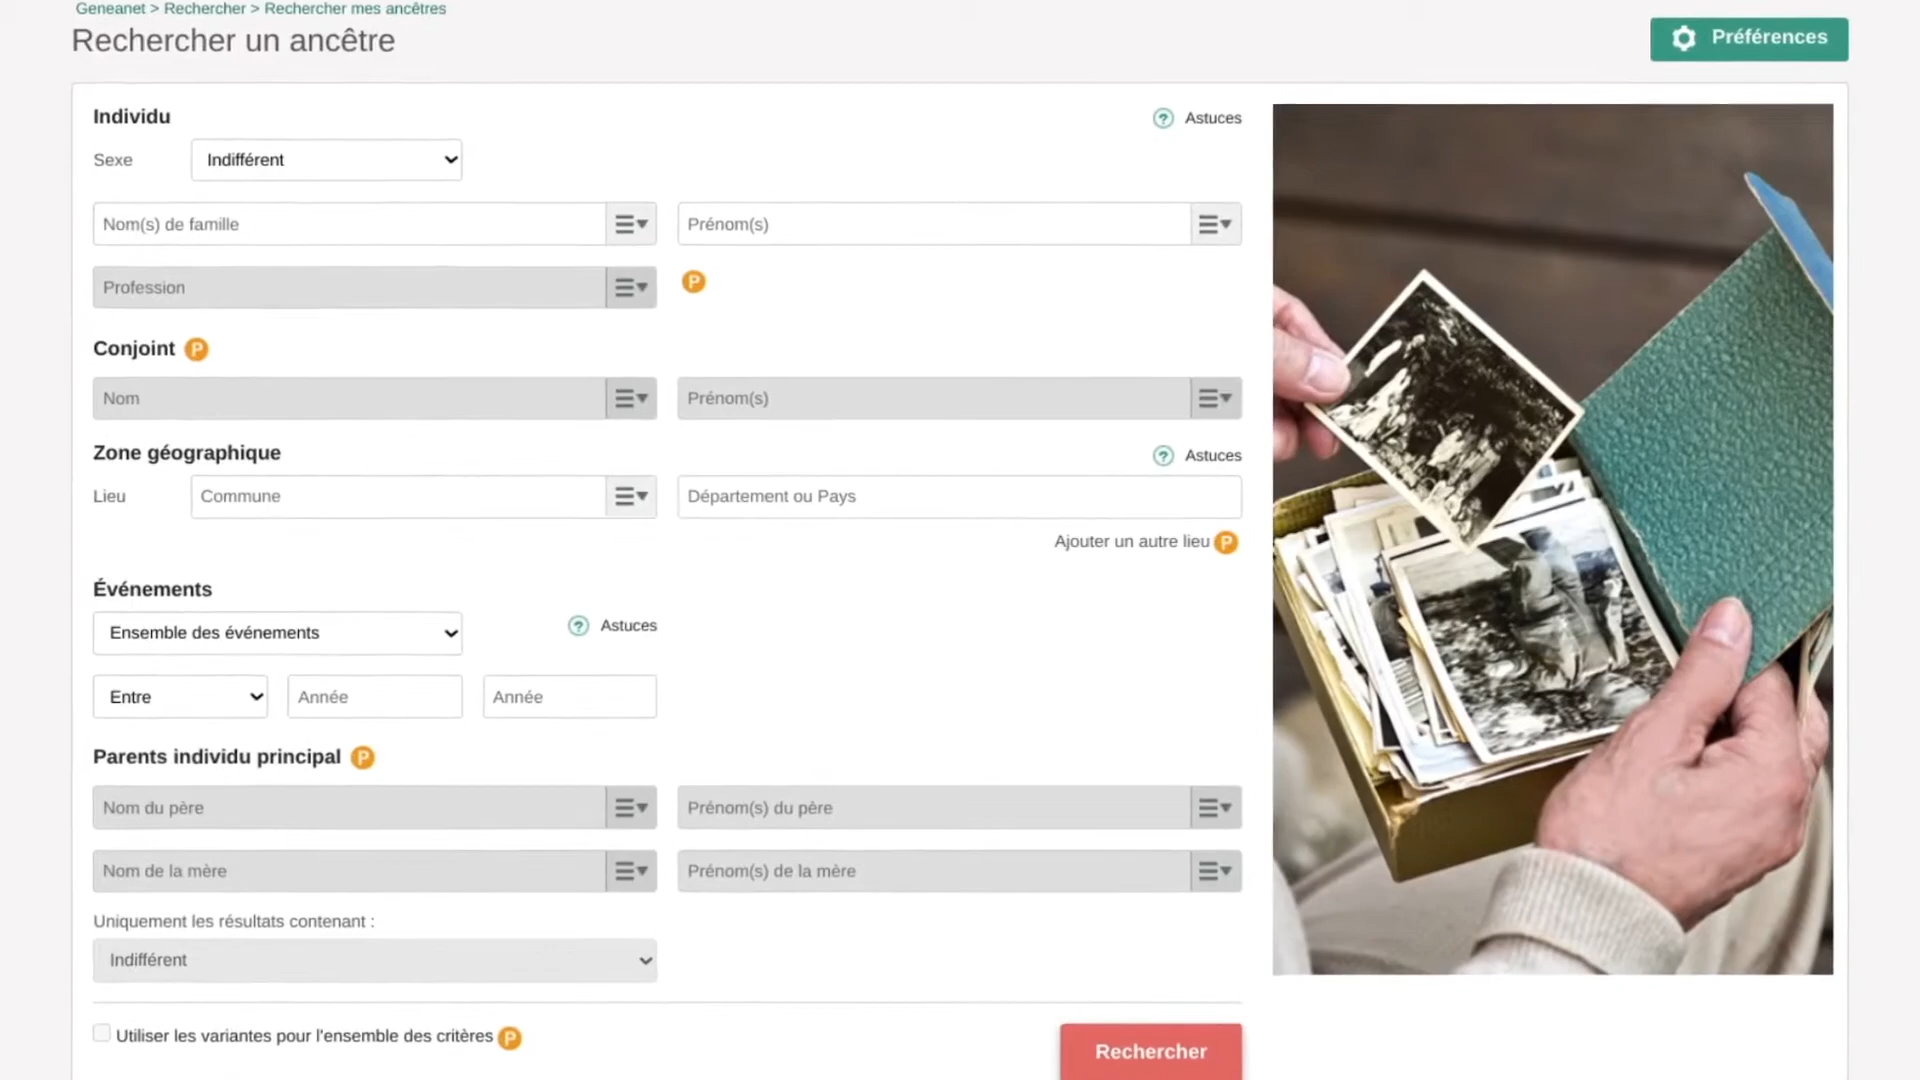 Geneanet > Rechercher > Rechercher mes ancêtres
Rechercher un ancêtre
Préférences
Individu
? Astuces
Sexe
Indifférent
Nom(s) de famille
Prénom(s)
Profession
P
Conjoint P
Nom
Prénom(s)
Zone géographique
? Astuces
Lieu
Commune
Département ou Pays
Ajouter un autre lieu P
Événements
Ensemble des événements
? Astuces
Entre
Année
Année
Parents individu principal P
Nom du père
Prénom(s) du père
Nom de la mère
Prénom(s) de la mère
Uniquement les résultats contenant :
Indifférent
Utiliser les variantes pour l'ensemble des critères P
Rechercher